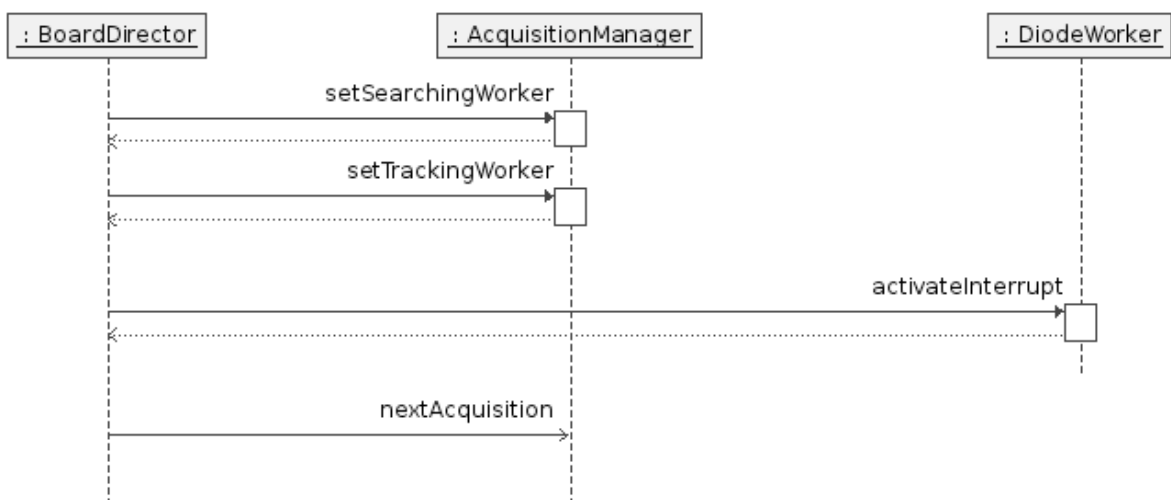 : BoardDirector
: AcquisitionManager
: DiodeWorker
setSearchingWorker
setTrackingWorker
activateInterrupt
nextAcquisition